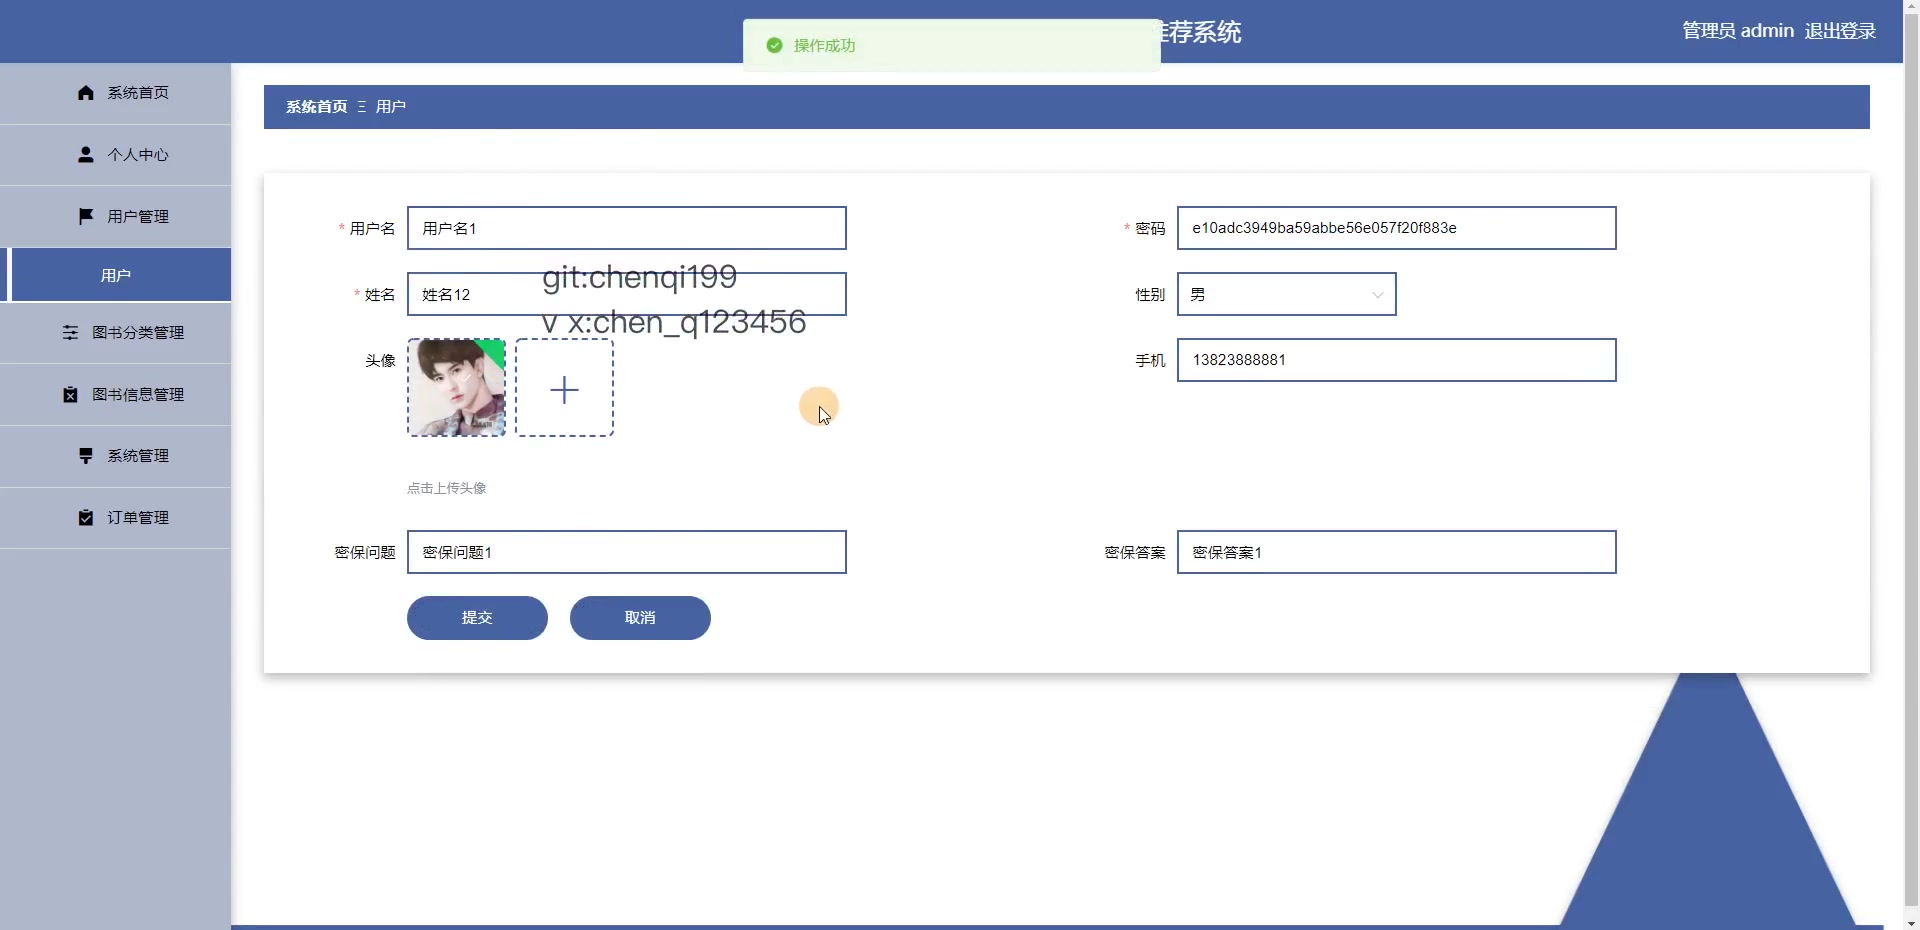 操作成功
荐系统
管理员 admin 退出登录
系统首页
个人中心
用户管理
用户
图书分类管理
图书信息管理
系统管理
订单管理
系统首页 Ξ 用户
* 用户名 用户名1
* 密码 e10adc3949ba59abbe56e057f20f883e
git:chenqi199
* 姓名 姓名12
性别 男
v x:chen_q123456
头像
手机 13823888881
点击上传头像
密保问题 密保问题1
密保答案 密保答案1
提交 取消